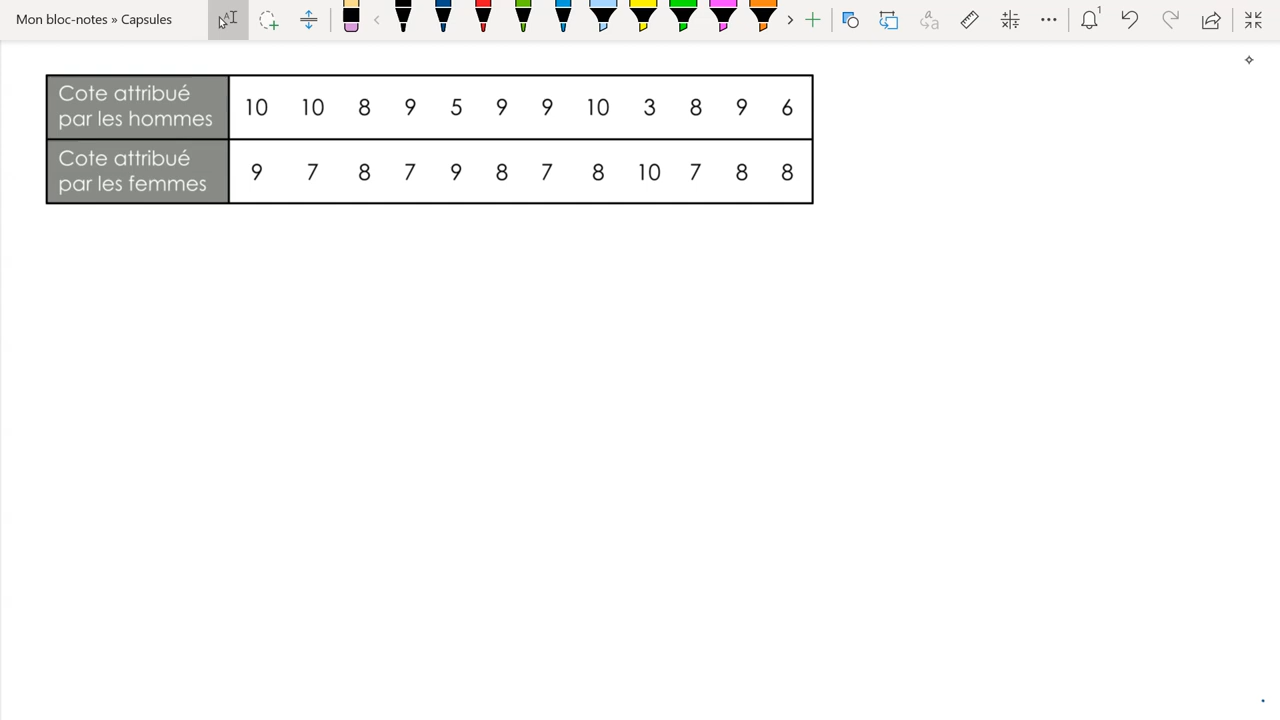 Mon bloc-notes » Capsules
1
Cote attribué
par les hommes
10 10 8 9 5 9 9 10 3 8 9 6
Cote attribué
par les femmes
9 7 8 7 9 8 7 8 10 7 8 8